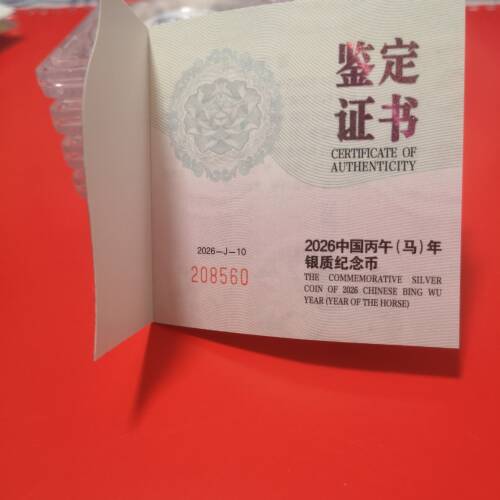 鉴定
证书
CERTIFICATE OF
AUTHENTICITY
2026-J-10
208560
2026中国丙午(马)年
银质纪念币
THE COMMEMORATIVE SILVER
COIN OF 2026 CHINESE BING WU
YEAR (YEAR OF THE HORSE)